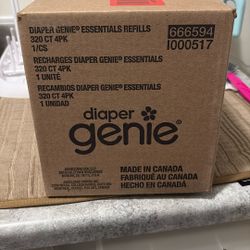 DIAPER GENIE® ESSENTIALS REFILLS
320 CT 4PK
1/CS
666594
I000517
RECHARGES DIAPER GENIE® ESSENTIALS
320 CT 4PK
1 UNITÉ
RECAMBIOS DIAPER GENIE® ESSENTIALS
320 CT 4PK
1 UNIDAD
diaper
genie®
MADE IN CANADA
FABRIQUÉ AU CANADA
HECHO EN CANADÁ